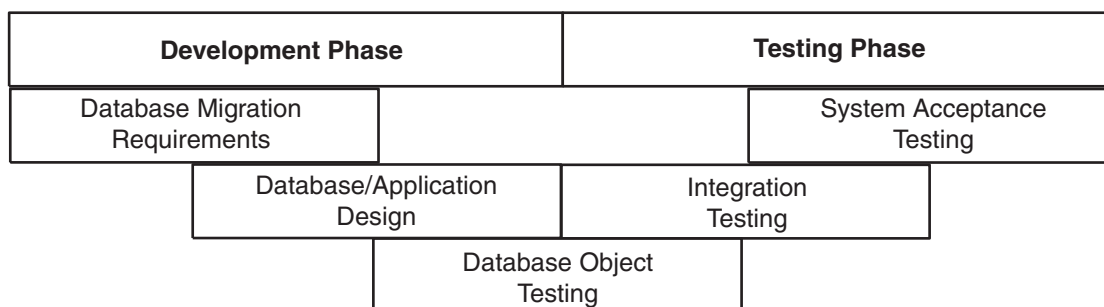 Development Phase
Testing Phase
Database Migration
Requirements
System Acceptance
Testing
Database/Application
Design
Integration
Testing
Database Object
Testing